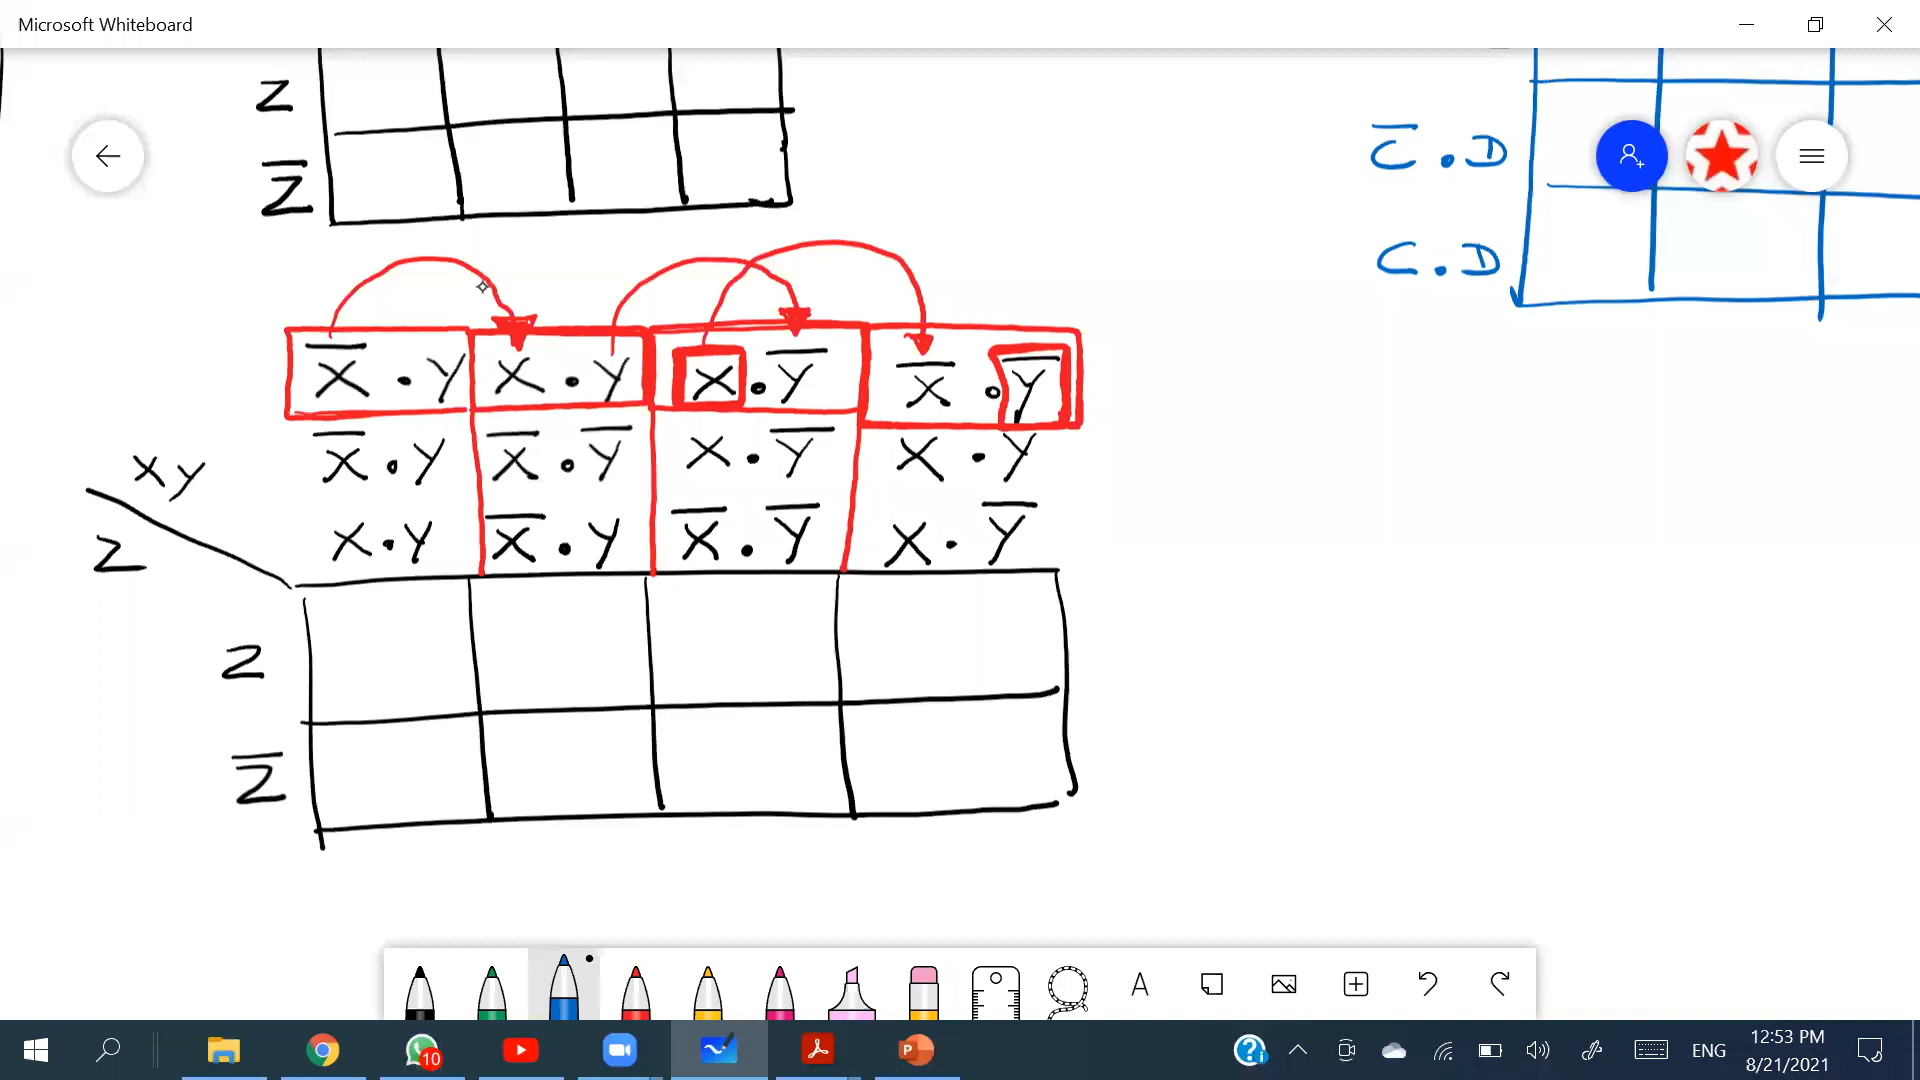 Microsoft Whiteboard
Z
Z̅
C̅ . D
C . D
X̅ . Y X . Y X . Y̅ X̅ . Y̅
X̅ . Y X̅ . Y̅ X . Y̅ X . Y
XY
Z
X . Y X̅ . Y X̅ . Y̅ X . Y̅
Z
Z̅
A
10
P
ENG
12:53 PM
8/21/2021